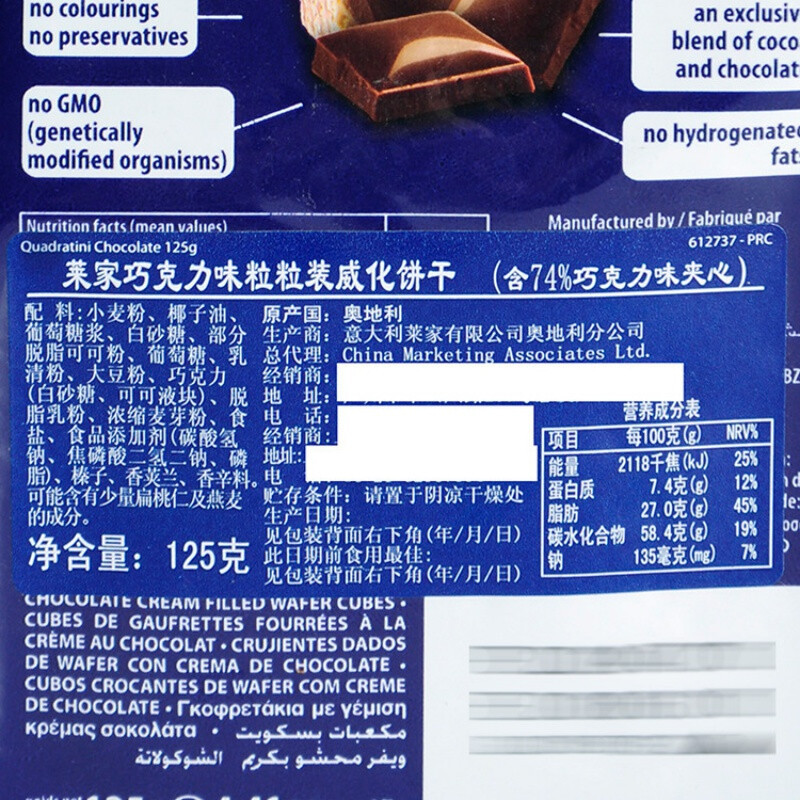 no colourings
no preservatives
an exclusiv
blend of coco
and chocolat
no GMO
(genetically
modified organisms)
no hydrogenated
fat
Nutrition facts (mean values)
Manufactured by / Fabriqué par
Quadratini Chocolate 125g
612737 - PRC
莱家巧克力味粒粒装威化饼干 (含74%巧克力味夹心)
配 料:小麦粉、椰子油、
葡萄糖浆、白砂糖、部分
脱脂可可粉、葡萄糖、乳
清粉、大豆粉、巧克力
(白砂糖、可可液块)、脱
脂乳粉、浓缩麦芽粉、食
盐、食品添加剂(碳酸氢
钠、焦磷酸二氢二钠、磷
脂)、榛子、香荚兰、香辛料。
可能含有少量扁桃仁及燕麦
的成分。
净含量: 125克
原产国: 奥地利
生产商: 意大利莱家有限公司奥地利分公司
总代理: China Marketing Associates Ltd.
经销商:
地 址:
电 话:
经销商:
地址:
电
贮存条件: 请置于阴凉干燥处
生产日期:
见包装背面右下角(年/月/日)
此日期前食用最佳:
见包装背面右下角(年/月/日)
营养成分表
项目 每100克(g) NRV%
能量 2118千焦(kJ) 25%
蛋白质 7.4克(g) 12%
脂肪 27.0克(g) 45%
碳水化合物 58.4克(g) 19%
钠 135毫克(mg) 7%
CHOCOLATE CREAM FILLED WAFER CUBES •
CUBES DE GAUFRETTES FOURRÉES À LA
CRÈME AU CHOCOLAT • CRUJIENTES DADOS
DE WAFER CON CREMA DE CHOCOLATE •
CUBOS CROCANTES DE WAFER COM CREME
DE CHOCOLATE • Γκοφρετάκια με γέμιση
κρέμας σοκολάτα • مكعبات بسكويت
ويفر محشو بكريم الشوكولاتة